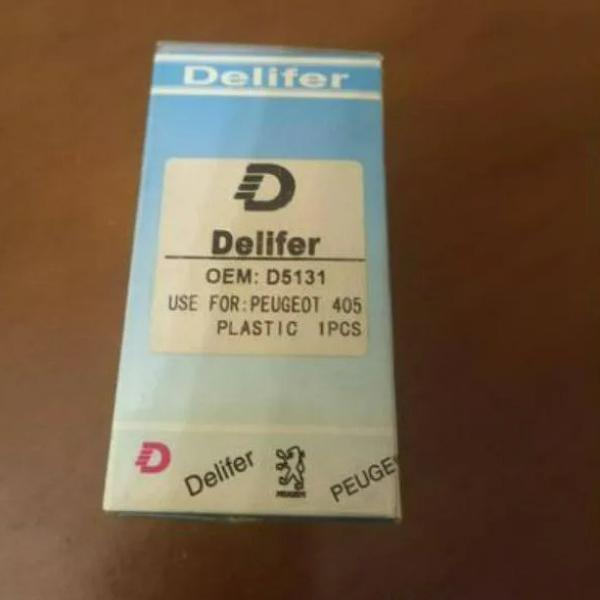 Delifer
D
Delifer
OEM: D5131
USE FOR:PEUGEOT 405
PLASTIC 1PCS
D Delifer PEUGE
PEUGEOT